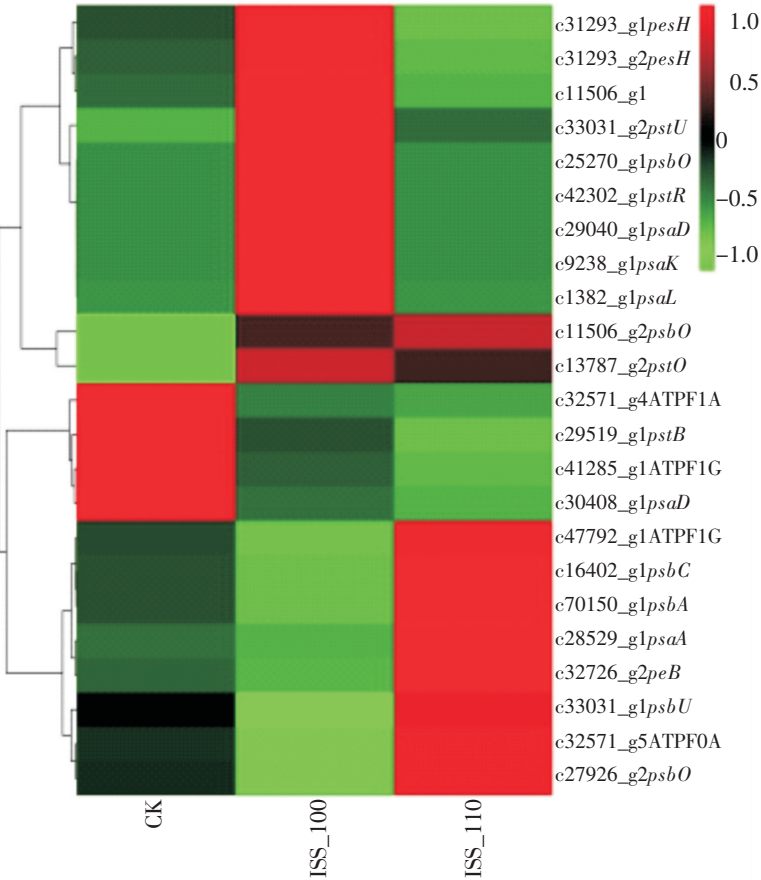 c31293_g1pesH
c31293_g2pesH
c11506_g1
c33031_g2pstU
c25270_g1psbO
c42302_g1pstR
c29040_g1psaD
c9238_g1psaK
c1382_g1psaL
c11506_g2psbO
c13787_g2pstO
c32571_g4ATPF1A
c29519_g1pstB
c41285_g1ATPF1G
c30408_g1psaD
c47792_g1ATPF1G
c16402_g1psbC
c70150_g1psbA
c28529_g1psaA
c32726_g2peB
c33031_g1psbU
c32571_g5ATPF0A
c27926_g2psbO
1.0
0.5
0
−0.5
−1.0
CK
ISS_100
ISS_110